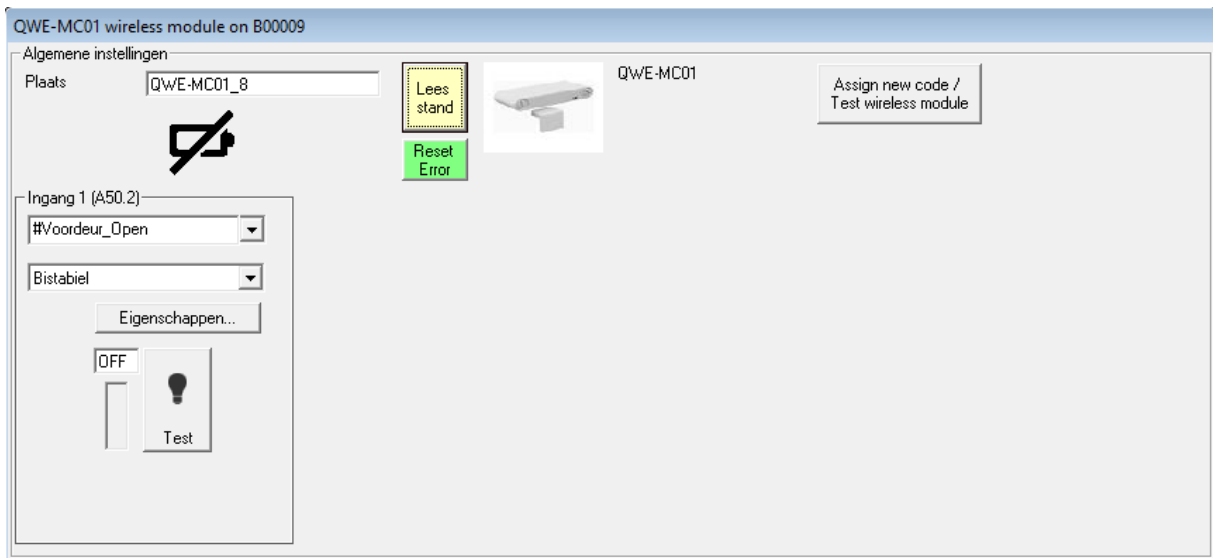 QWE-MC01 wireless module on B00009
Algemene instellingen
Plaats
QWE-MC01_8
Lees
stand
QWE-MC01
Assign new code /
Test wireless module
Reset
Error
Ingang 1 (A50.2)
#Voordeur_Open
Bistabiel
Eigenschappen...
OFF
Test